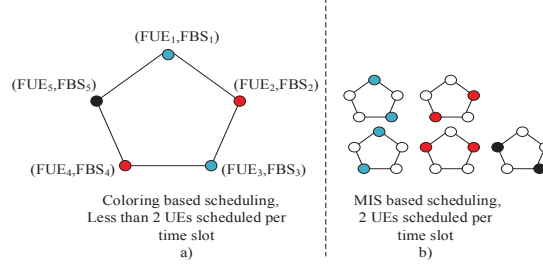 (FUE1,FBS1)
(FUE5,FBS5)
(FUE2,FBS2)
(FUE4,FBS4)
(FUE3,FBS3)
Coloring based scheduling,
Less than 2 UEs scheduled per
time slot
a)
MIS based scheduling,
2 UEs scheduled per
time slot
b)